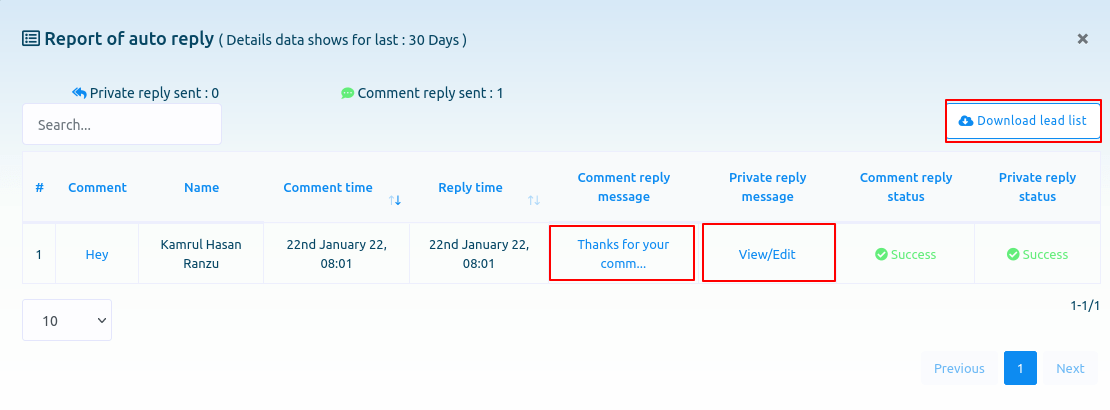 Report of auto reply ( Details data shows for last : 30 Days )
×
Private reply sent : 0
Comment reply sent : 1
Search...
Download lead list
#
Comment
Name
Comment time
Reply time
Comment reply
message
Private reply
message
Comment reply
status
Private reply
status
1
Hey
Kamrul Hasan
Ranzu
22nd January 22,
08:01
22nd January 22,
08:01
Thanks for your
comm...
View/Edit
Success
Success
10
1-1/1
Previous
1
Next